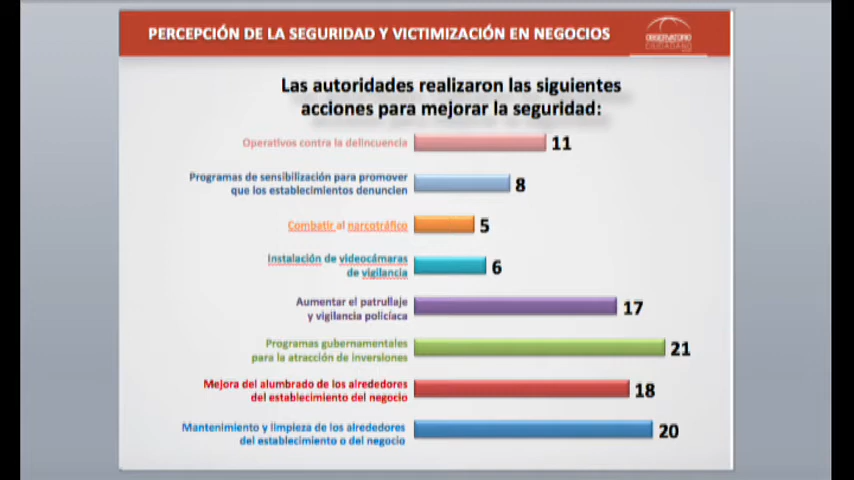 PERCEPCIÓN DE LA SEGURIDAD Y VICTIMIZACIÓN EN NEGOCIOS
OBSERVATORIO
CIUDADANO
Las autoridades realizaron las siguientes
acciones para mejorar la seguridad:
Operativos contra la delincuencia
11
Programas de sensibilización para promover
que los establecimientos denuncien
8
Combatir al narcotráfico
5
Instalación de videocámaras
de vigilancia
6
Aumentar el patrullaje
y vigilancia policíaca
17
Programas gubernamentales
para la atracción de inversiones
21
Mejora del alumbrado de los alrededores
del establecimiento del negocio
18
Mantenimiento y limpieza de los alrededores
del establecimiento o del negocio
20